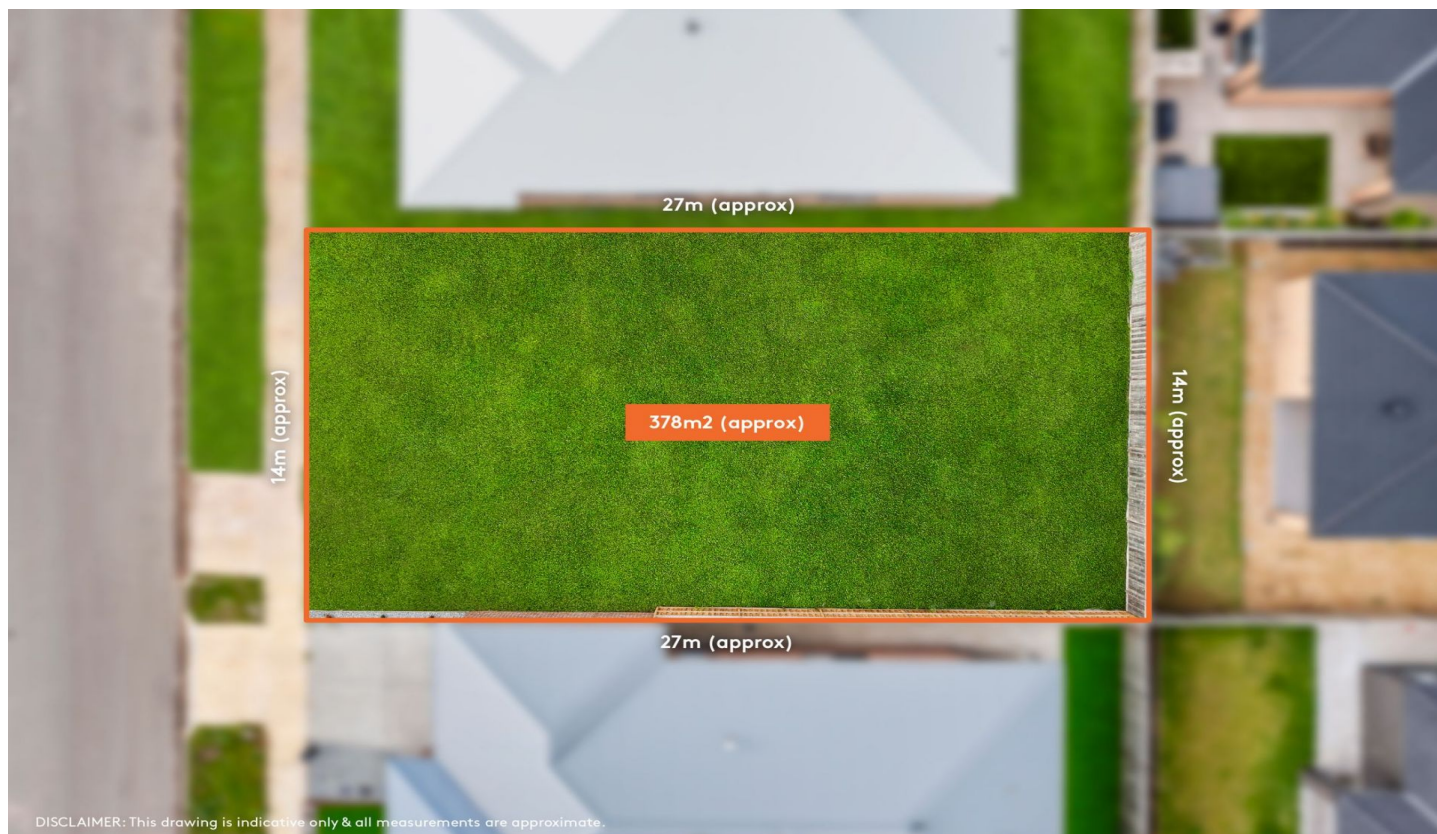 27m (approx)
14m (approx)
378m2 (approx)
14m (approx)
27m (approx)
DISCLAIMER: This drawing is indicative only & all measurements are approximate.